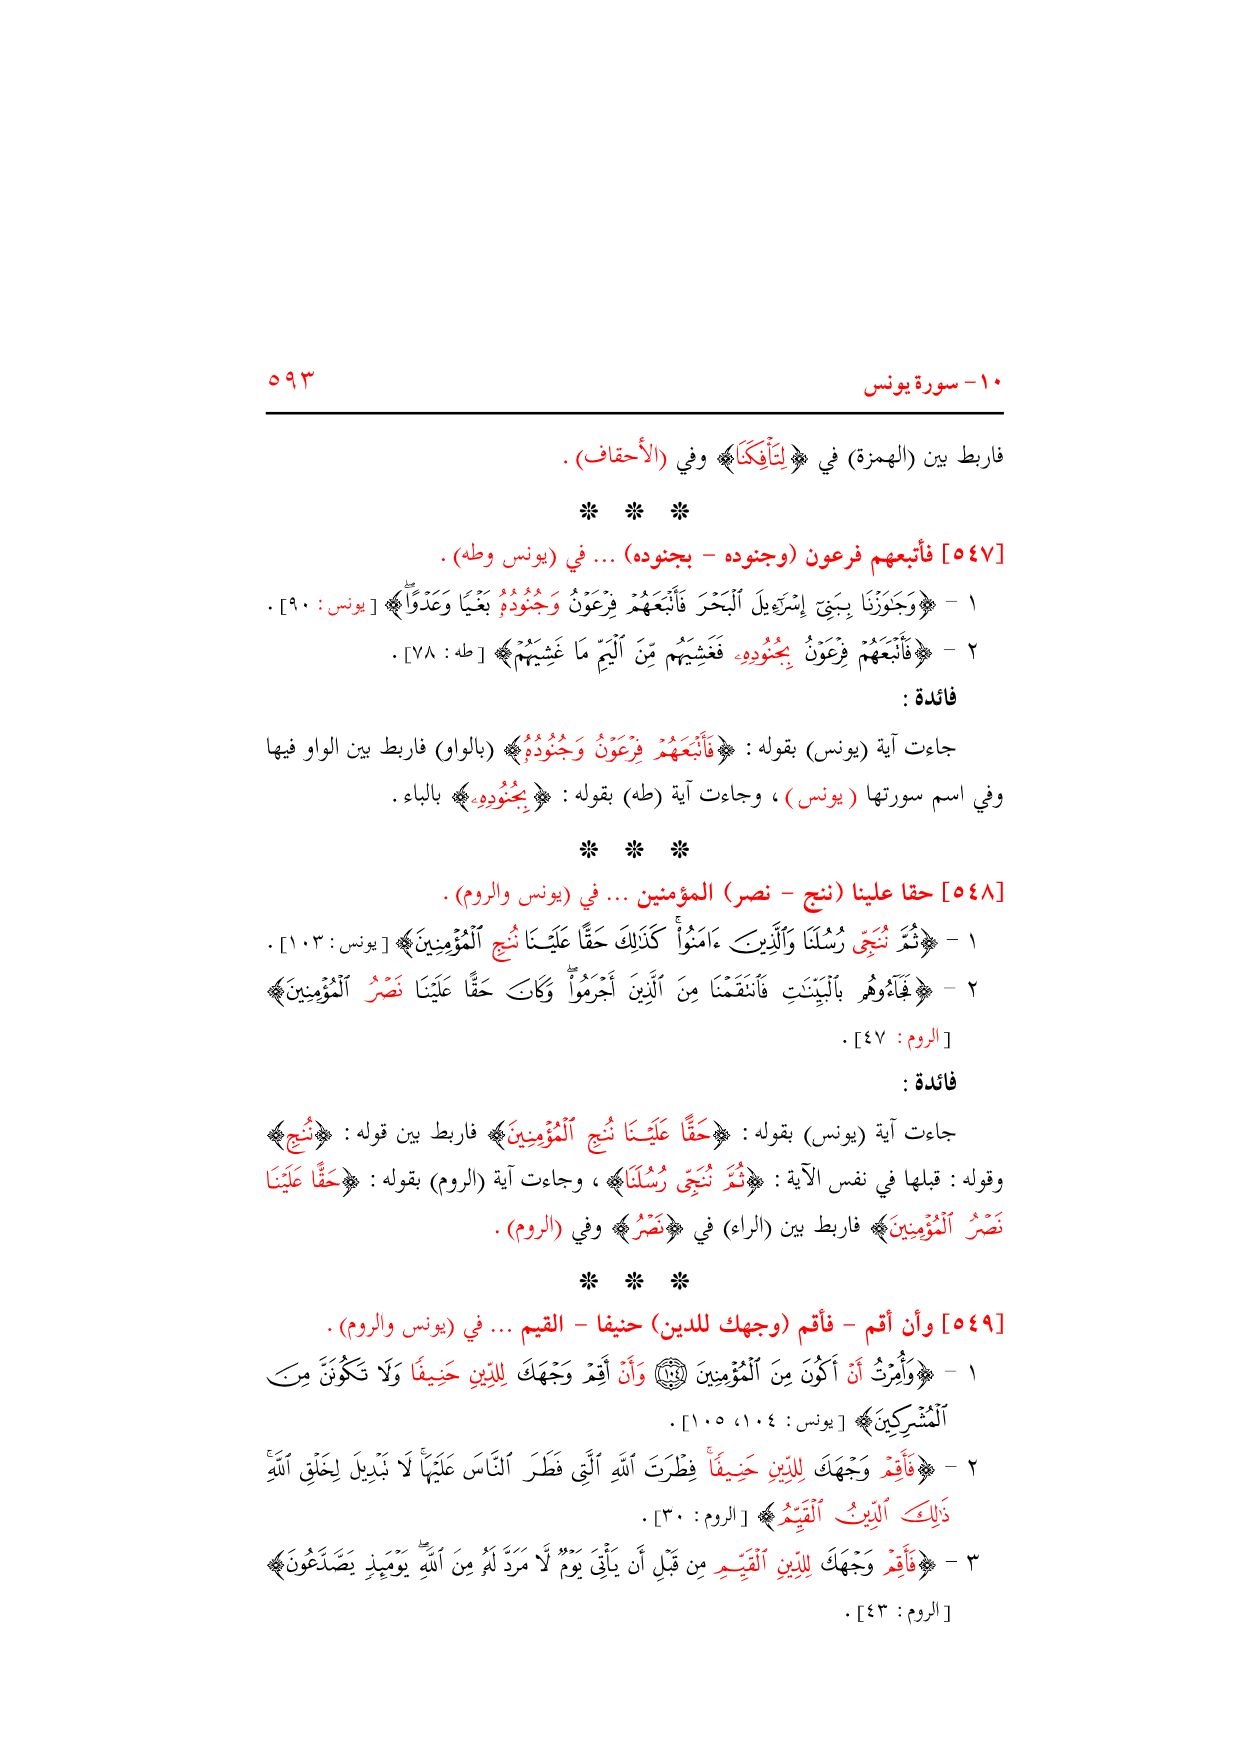 ١٠ - سورة يونس
٥٩٣
فاربط بين (الهمزة) في ﴿لِتَأْفِكَنَا﴾ وفي (الأحقاف) .
❊ ❊ ❊
[٥٤٧] فأتبعهم فرعون (وجنوده - بجنوده) ... في (يونس وطه) .
١ - ﴿وَجَٰوَزْنَا بِبَنِىٓ إِسْرَٰٓءِيلَ ٱلْبَحْرَ فَأَتْبَعَهُمْ فِرْعَوْنُ وَجُنُودُهُۥ بَغْيًا وَعَدْوًا ۖ﴾ [يونس : ٩٠] .
٢ - ﴿فَأَتْبَعَهُمْ فِرْعَوْنُ بِجُنُودِهِۦ فَغَشِيَهُم مِّنَ ٱلْيَمِّ مَا غَشِيَهُمْ﴾ [طه : ٧٨] .
فائدة :
جاءت آية (يونس) بقوله : ﴿فَأَتْبَعَهُمْ فِرْعَوْنُ وَجُنُودُهُۥ﴾ (بالواو) فاربط بين الواو فيها
وفي اسم سورتها (يونس) ، وجاءت آية (طه) بقوله : ﴿بِجُنُودِهِۦ﴾ بالباء .
❊ ❊ ❊
[٥٤٨] حقا علينا (ننج - نصر) المؤمنين ... في (يونس والروم) .
١ - ﴿ثُمَّ نُنَجِّى رُسُلَنَا وَٱلَّذِينَ ءَامَنُوا۟ ۚ كَذَٰلِكَ حَقًّا عَلَيْنَا نُنجِ ٱلْمُؤْمِنِينَ﴾ [يونس : ١٠٣] .
٢ - ﴿فَجَآءُوهُم بِٱلْبَيِّنَٰتِ فَٱنتَقَمْنَا مِنَ ٱلَّذِينَ أَجْرَمُوا۟ ۖ وَكَانَ حَقًّا عَلَيْنَا نَصْرُ ٱلْمُؤْمِنِينَ﴾
[الروم : ٤٧] .
فائدة :
جاءت آية (يونس) بقوله : ﴿حَقًّا عَلَيْنَا نُنجِ ٱلْمُؤْمِنِينَ﴾ فاربط بين قوله : ﴿نُنجِ﴾
وقوله : قبلها في نفس الآية : ﴿ثُمَّ نُنَجِّى رُسُلَنَا﴾ ، وجاءت آية (الروم) بقوله : ﴿حَقًّا عَلَيْنَا
نَصْرُ ٱلْمُؤْمِنِينَ﴾ فاربط بين (الراء) في ﴿نَصْرُ﴾ وفي (الروم) .
❊ ❊ ❊
[٥٤٩] وأن أقم - فأقم (وجهك للدين) حنيفا - القيم ... في (يونس والروم) .
١ - ﴿وَأُمِرْتُ أَنْ أَكُونَ مِنَ ٱلْمُؤْمِنِينَ ١٠٤ وَأَنْ أَقِمْ وَجْهَكَ لِلدِّينِ حَنِيفًا وَلَا تَكُونَنَّ مِنَ
ٱلْمُشْرِكِينَ﴾ [يونس : ١٠٤، ١٠٥] .
٢ - ﴿فَأَقِمْ وَجْهَكَ لِلدِّينِ حَنِيفًا ۚ فِطْرَتَ ٱللَّهِ ٱلَّتِى فَطَرَ ٱلنَّاسَ عَلَيْهَا ۚ لَا تَبْدِيلَ لِخَلْقِ ٱللَّهِ ۚ
ذَٰلِكَ ٱلدِّينُ ٱلْقَيِّمُ﴾ [الروم : ٣٠] .
٣ - ﴿فَأَقِمْ وَجْهَكَ لِلدِّينِ ٱلْقَيِّمِ مِن قَبْلِ أَن يَأْتِىَ يَوْمٌ لَّا مَرَدَّ لَهُۥ مِنَ ٱللَّهِ ۖ يَوْمَئِذٍ يَصَّدَّعُونَ﴾
[الروم : ٤٣] .